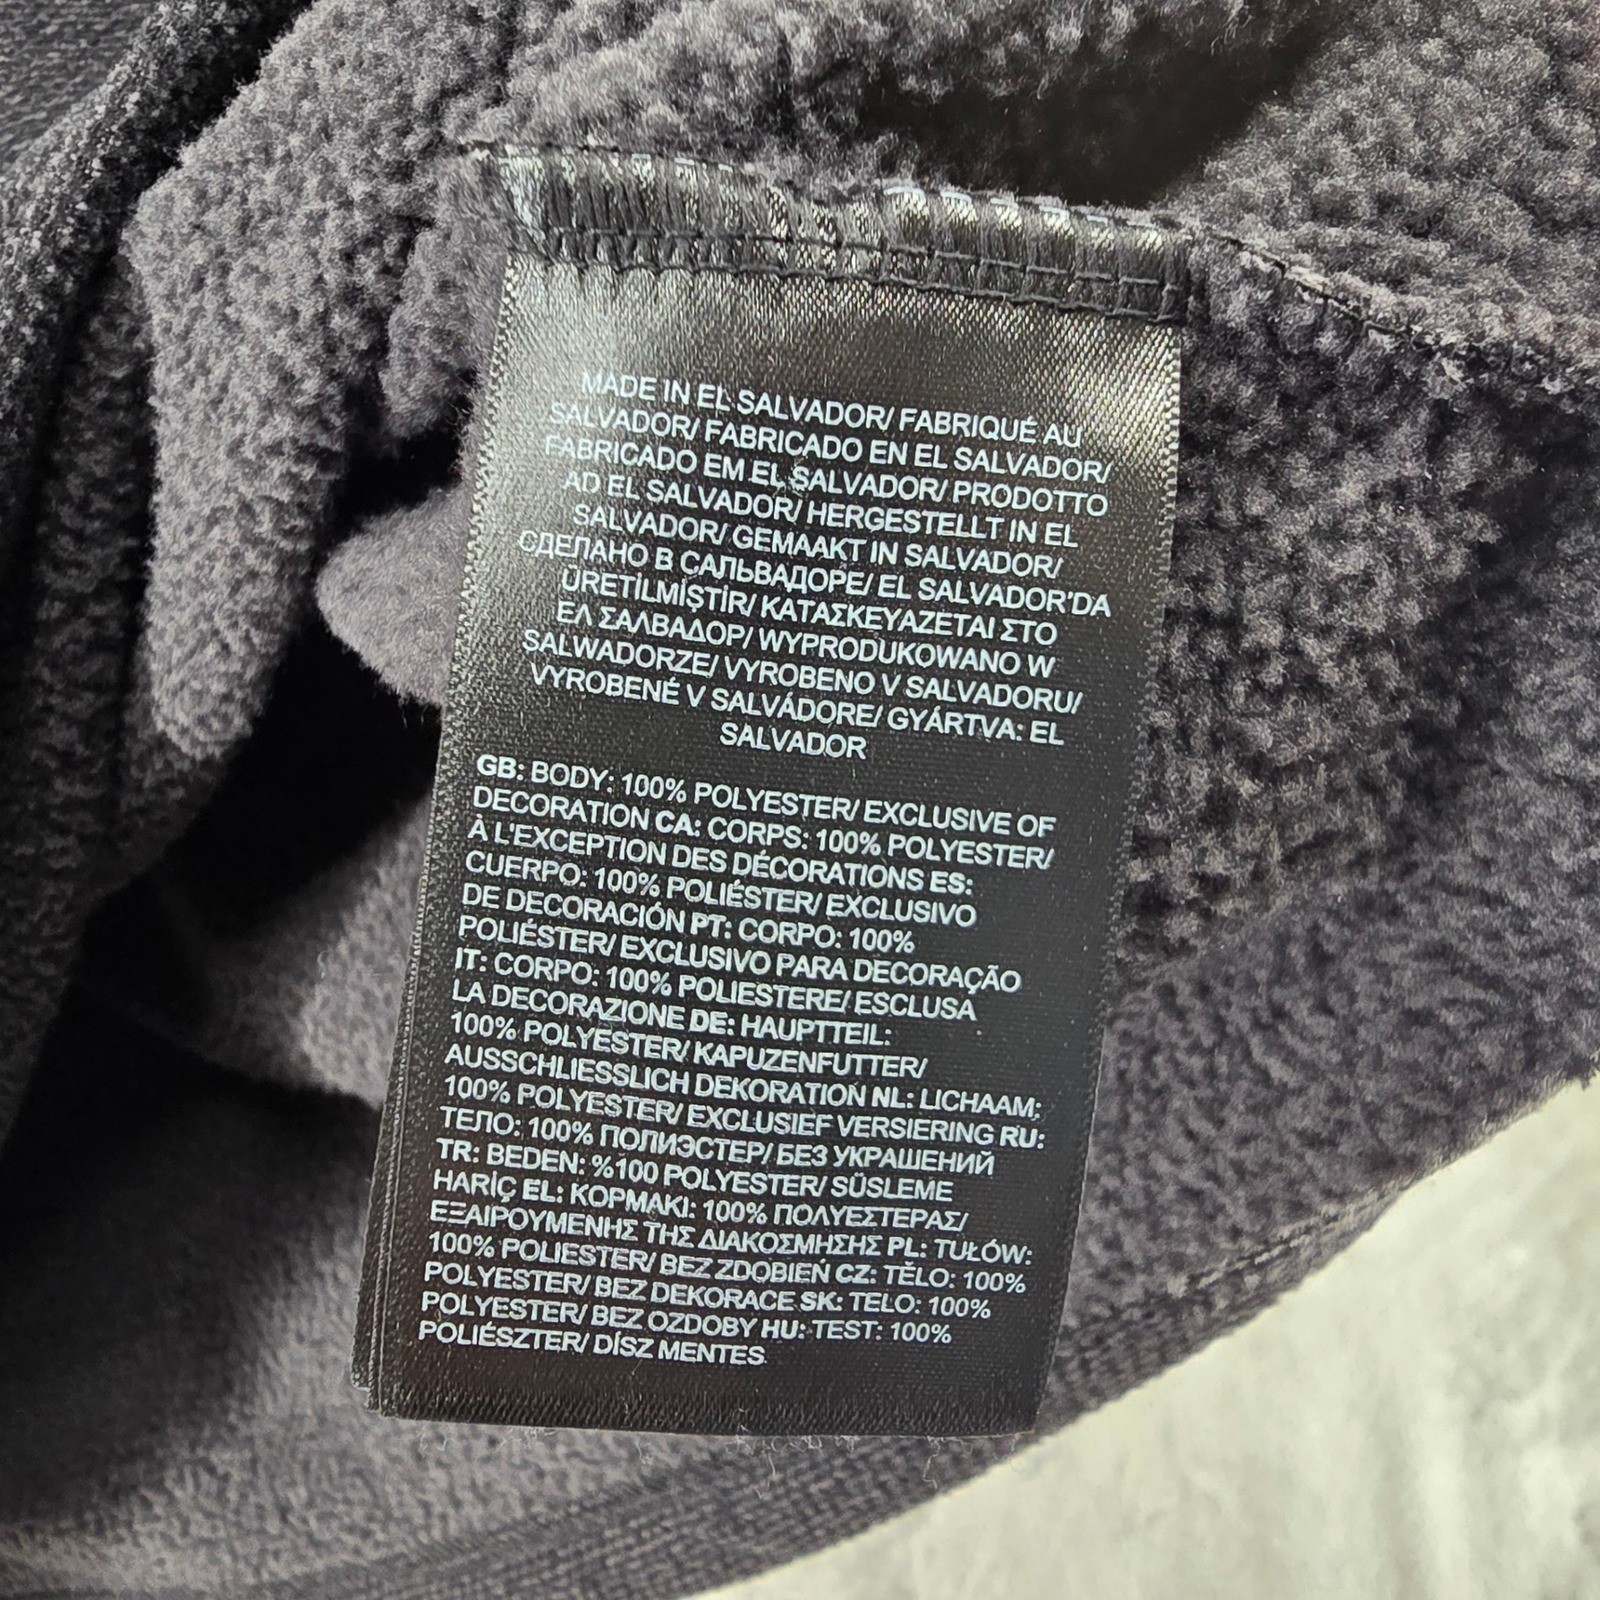 MADE IN EL SALVADOR/ FABRIQUÉ AU
SALVADOR/ FABRICADO EN EL SALVADOR/
FABRICADO EM EL SALVADOR/ PRODOTTO
AD EL SALVADOR/ HERGESTELLT IN EL
SALVADOR/ GEMAAKT IN SALVADOR/
СДЕЛАНО В САЛЬВАДОРЕ/ EL SALVADOR'DA
ÜRETİLMİŞTİR/ ΚΑΤΑΣΚΕΥΑΖΕΤΑΙ ΣΤΟ
ΕΛ ΣΑΛΒΑΔΟΡ/ WYPRODUKOWANO W
SALWADORZE/ VYROBENO V SALVADORU/
VYROBENÉ V SALVÁDORE/ GYÁRTVA: EL
SALVADOR
GB: BODY: 100% POLYESTER/ EXCLUSIVE OF
DECORATION CA: CORPS: 100% POLYESTER/
À L'EXCEPTION DES DÉCORATIONS ES:
CUERPO: 100% POLIÉSTER/ EXCLUSIVO
DE DECORACIÓN PT: CORPO: 100%
POLIÉSTER/ EXCLUSIVO PARA DECORAÇÃO
IT: CORPO: 100% POLIESTERE/ ESCLUSA
LA DECORAZIONE DE: HAUPTTEIL:
100% POLYESTER/ KAPUZENFUTTER/
AUSSCHLIESSLICH DEKORATION NL: LICHAAM:
100% POLYESTER/ EXCLUSIEF VERSIERING RU:
ТЕЛО: 100% ПОЛИЭСТЕР/ БЕЗ УКРАШЕНИЙ
TR: BEDEN: %100 POLYESTER/ SÜSLEME
HARİÇ EL: ΚΟΡΜΑΚΙ: 100% ΠΟΛΥΕΣΤΕΡΑΣ/
ΕΞΑΙΡΟΥΜΕΝΗΣ ΤΗΣ ΔΙΑΚΟΣΜΗΣΗΣ PL: TUŁÓW:
100% POLIESTER/ BEZ ZDOBIEŃ CZ: TĚLO: 100%
POLYESTER/ BEZ DEKORACE SK: TELO: 100%
POLYESTER/ BEZ OZDOBY HU: TEST: 100%
POLIÉSZTER/ DÍSZ MENTES